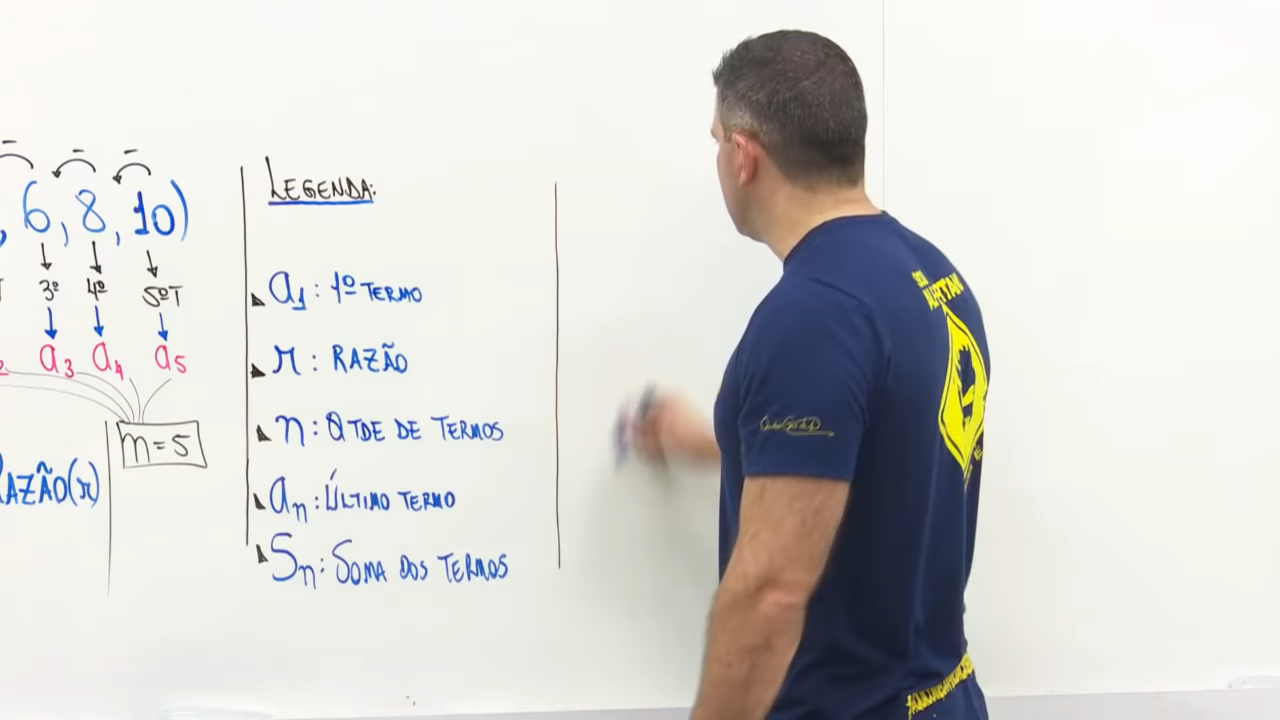 , 6, 8, 10)
3º 4º 5ºT
a3 a4 a5
n=5
RAZÃO(r)
LEGENDA:
a1: 1º TERMO
r: RAZÃO
n: QTDE DE TERMOS
an: ÚLTIMO TERMO
Sn: SOMA DOS TERMOS